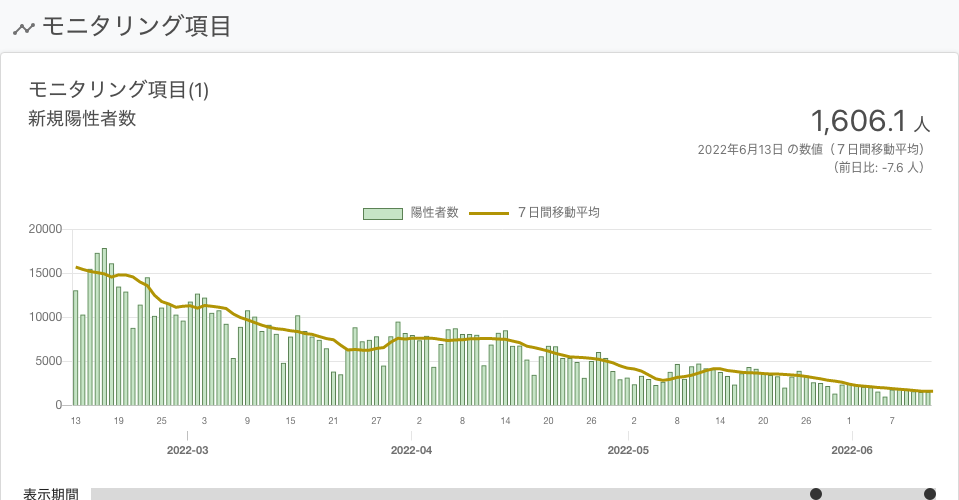 モニタリング項目
モニタリング項目(1)
新規陽性者数
1,606.1 人
2022年6月13日 の数値（７日間移動平均）
（前日比: -7.6 人）
陽性者数 ７日間移動平均
20000
15000
10000
5000
0
13 19 25 3 9 15 21 27 2 8 14 20 26 2 8 14 20 26 1 7
2022-03 2022-04 2022-05 2022-06
表示期間